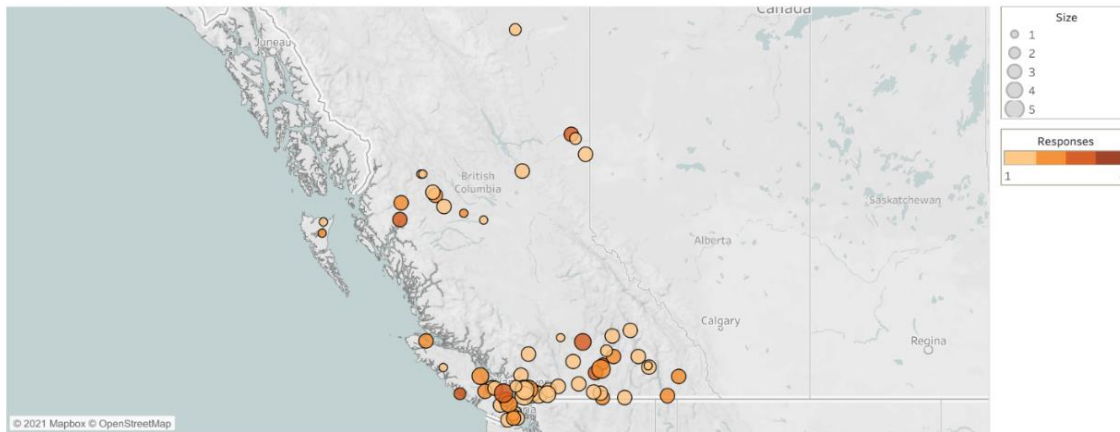 Canada
Juneau
British
Columbia
Saskatchewan
Alberta
Calgary
Regina
© 2021 Mapbox © OpenStreetMap
Size
1
2
3
4
5
Responses
1